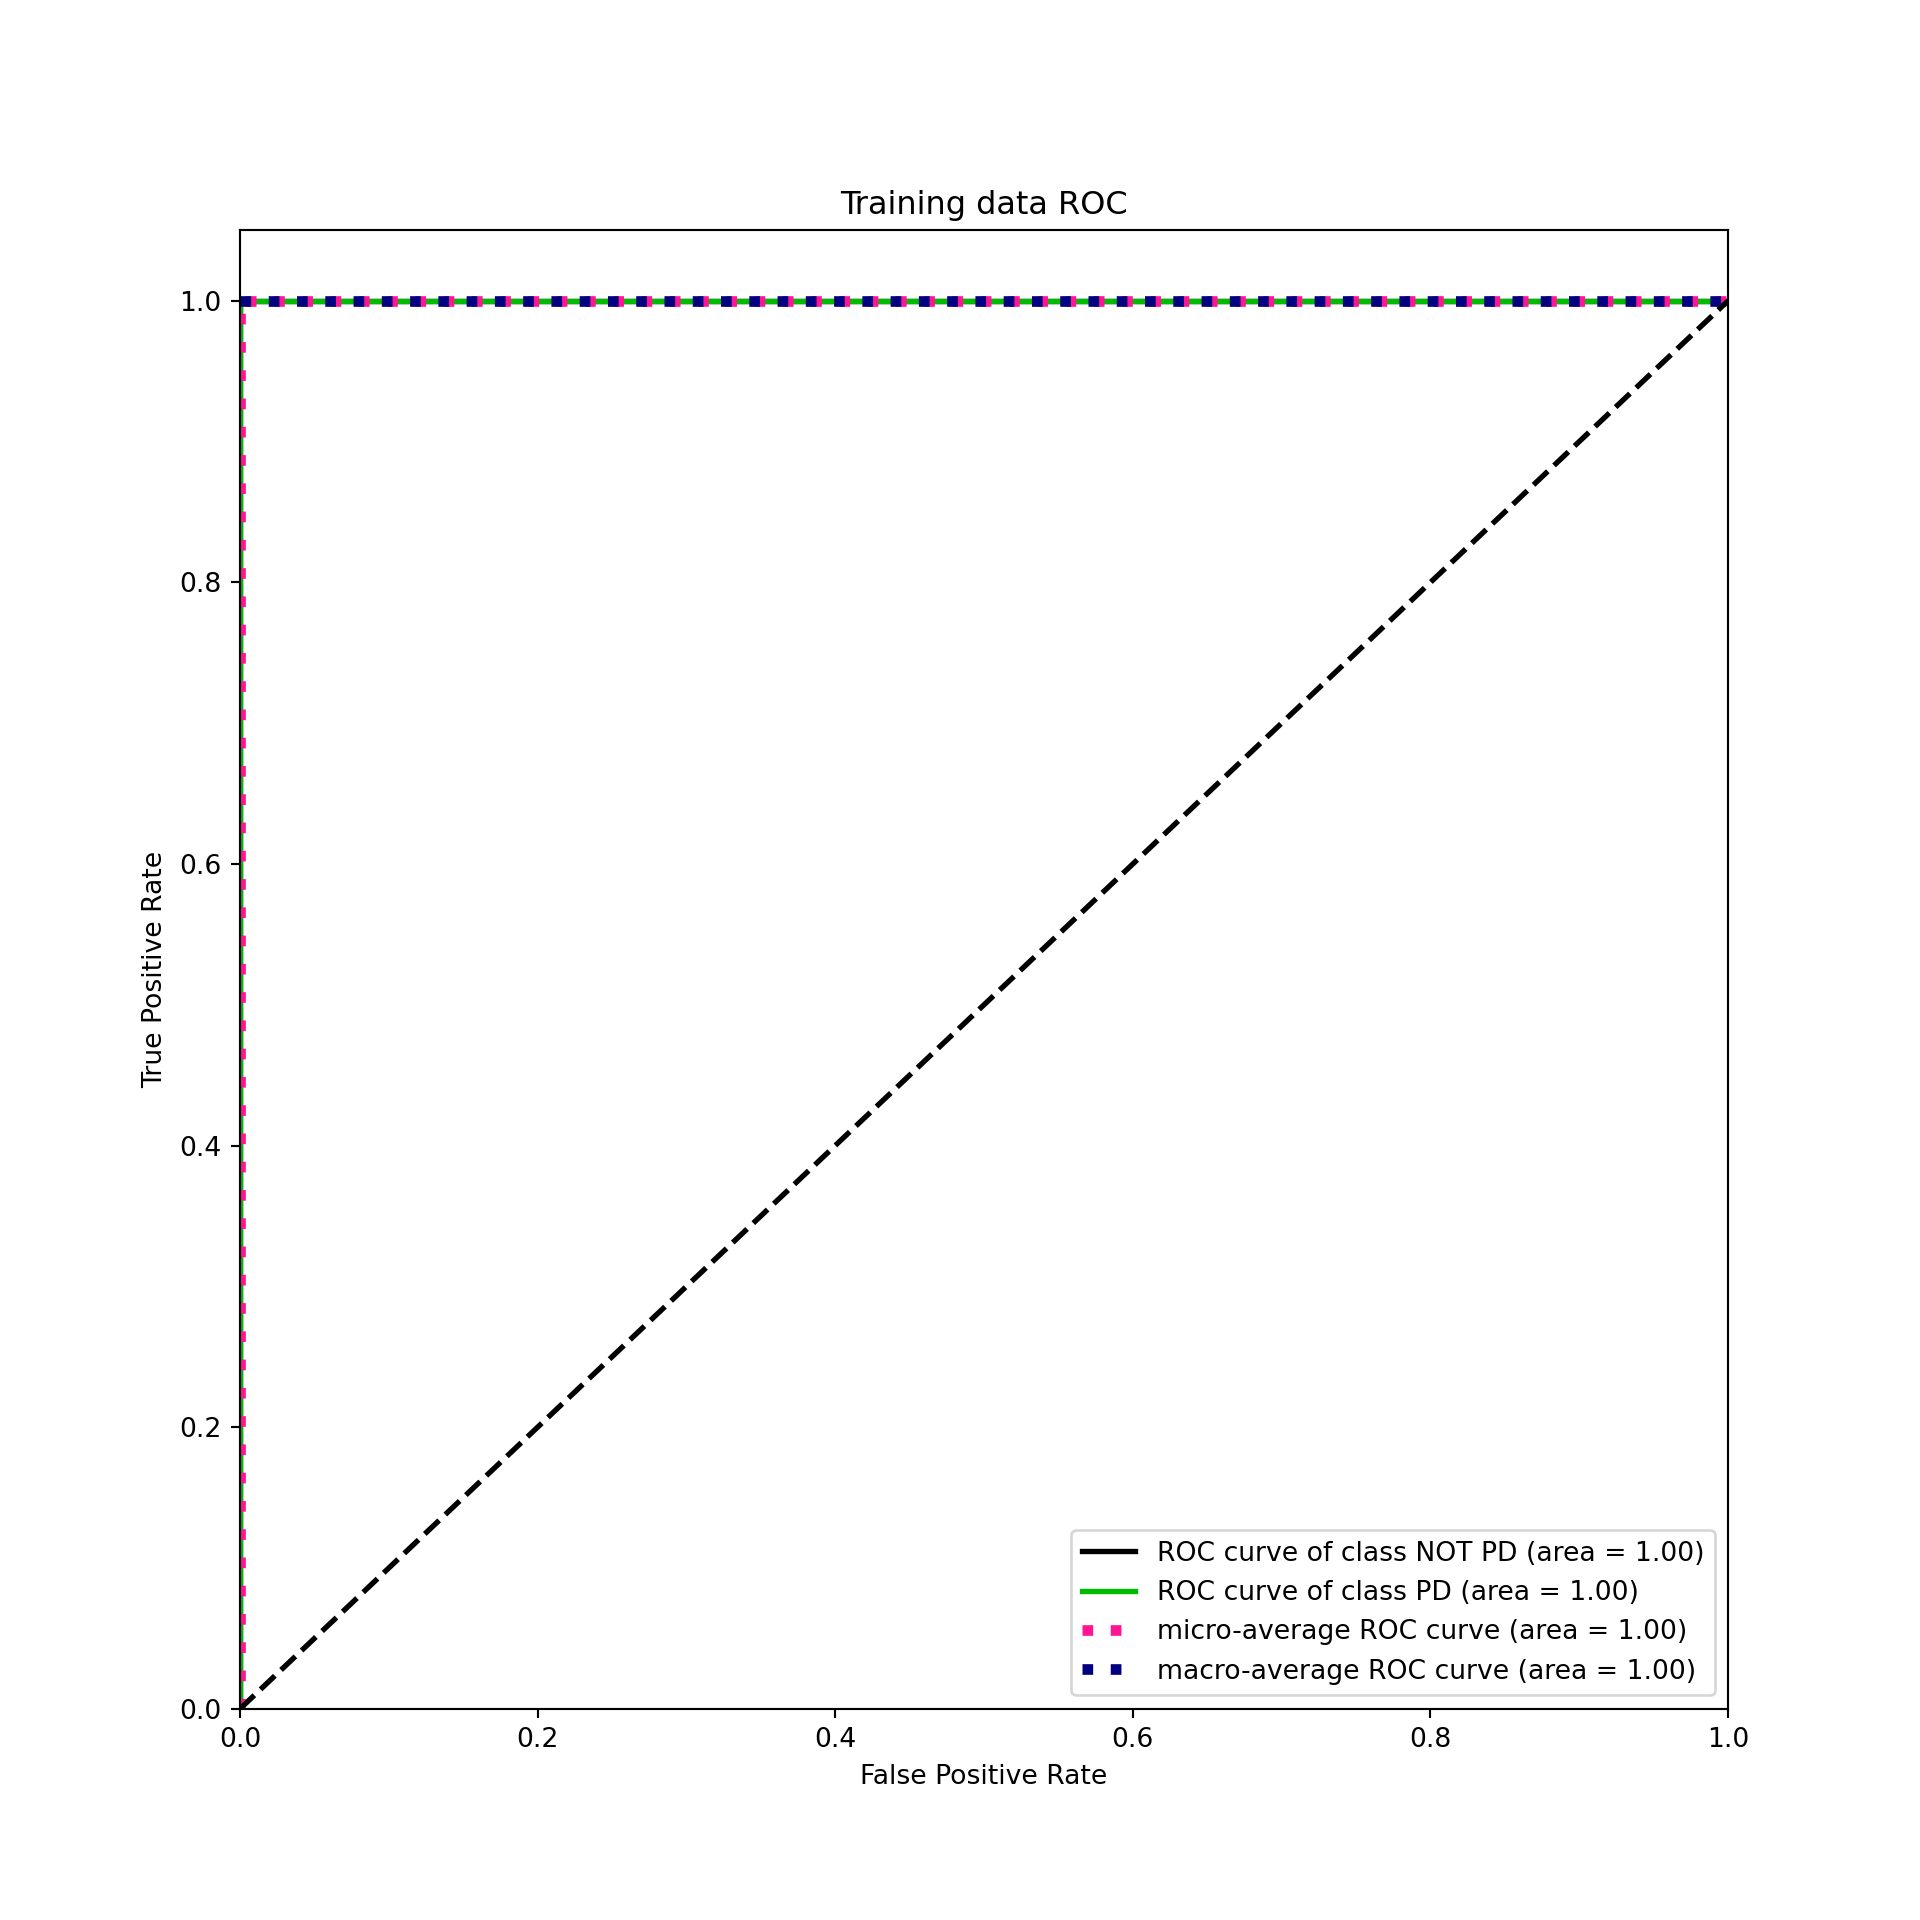 Training data ROC
1.0
0.8
0.6
0.4
0.2
0.0
True Positive Rate
ROC curve of class NOT PD (area = 1.00)
ROC curve of class PD (area = 1.00)
micro-average ROC curve (area = 1.00)
macro-average ROC curve (area = 1.00)
0.0 0.2 0.4 0.6 0.8 1.0
False Positive Rate